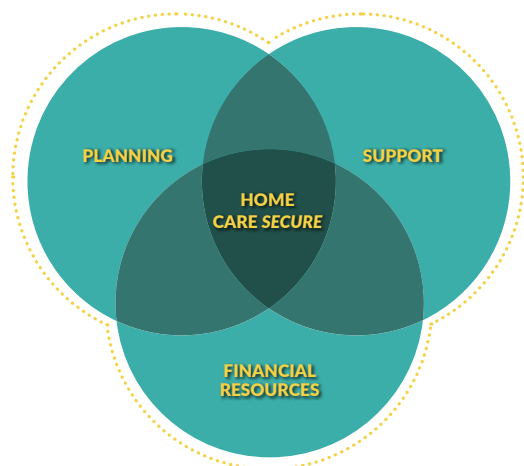 PLANNING
SUPPORT
HOME
CARE SECURE
FINANCIAL
RESOURCES